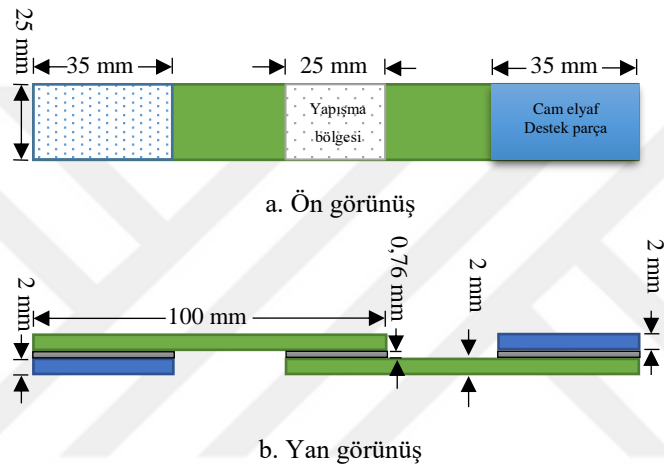 35 mm
25 mm
35 mm
25 mm
Yapışma
bölgesi
Cam elyaf
Destek parça
a. Ön görünüş
2 mm
100 mm
0,76 mm
2 mm
2 mm
b. Yan görünüş